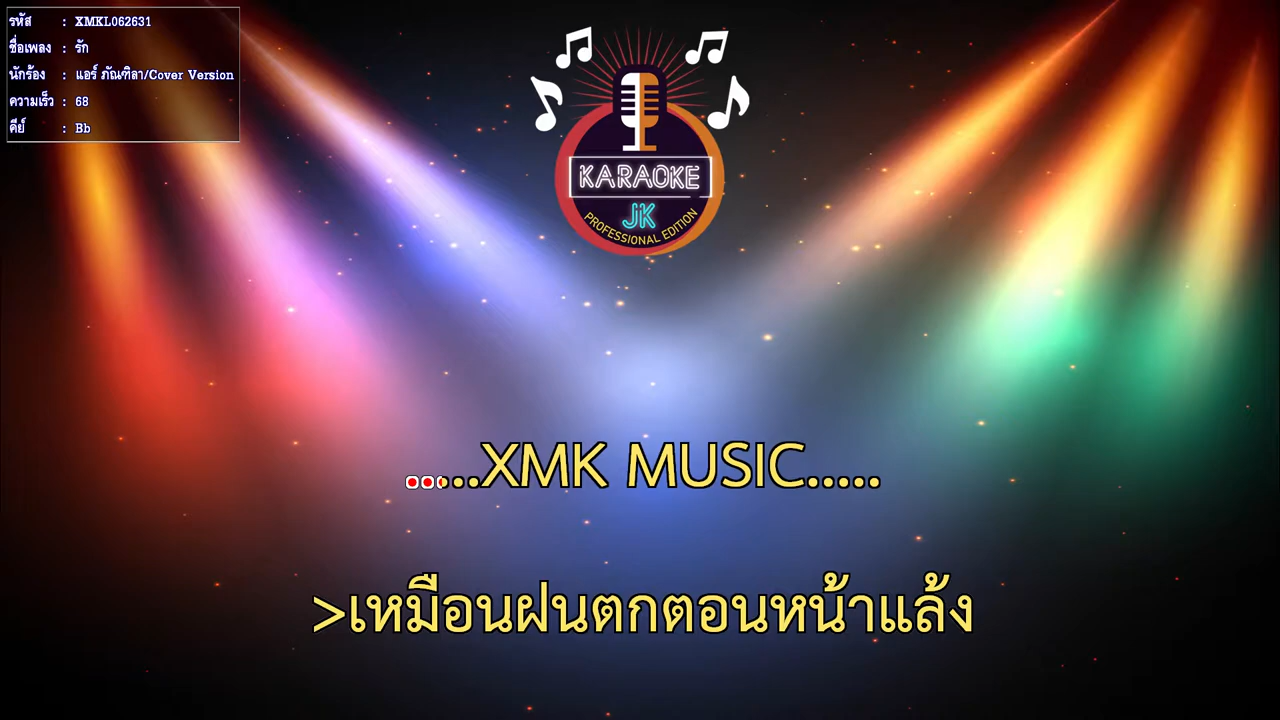 รหัส : XMKL062631
ชื่อเพลง : รัก
นักร้อง : แอร์ ภัณฑิลา/Cover Version
ความเร็ว : 68
คีย์ : Bb
KARAOKE
JK
PROFESSIONAL EDITION
.....XMK MUSIC.....
>เหมือนฝนตกตอนหน้าแล้ง